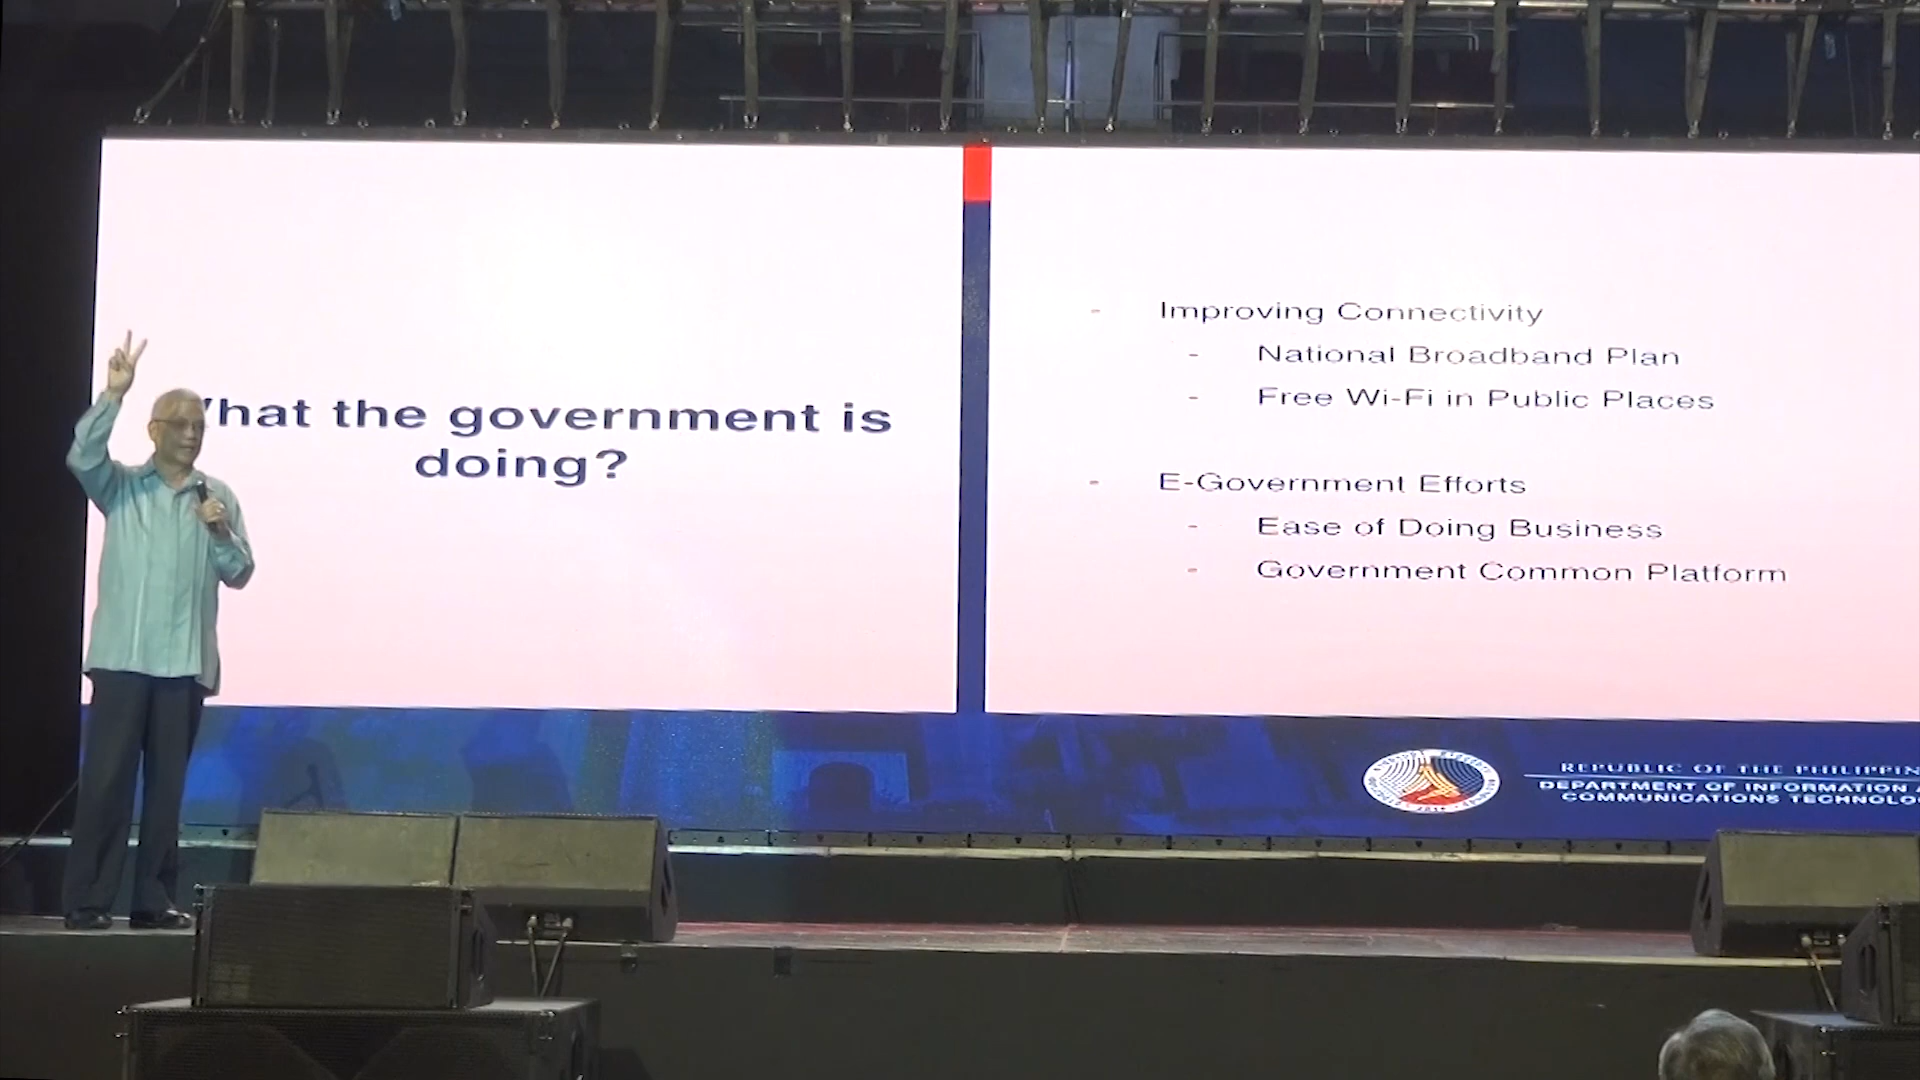 What the government is
doing?
- Improving Connectivity
- National Broadband Plan
- Free Wi-Fi in Public Places
- E-Government Efforts
- Ease of Doing Business
- Government Common Platform
REPUBLIC OF THE PHILIPPIN
DEPARTMENT OF INFORMATION A
COMMUNICATIONS TECHNOLO